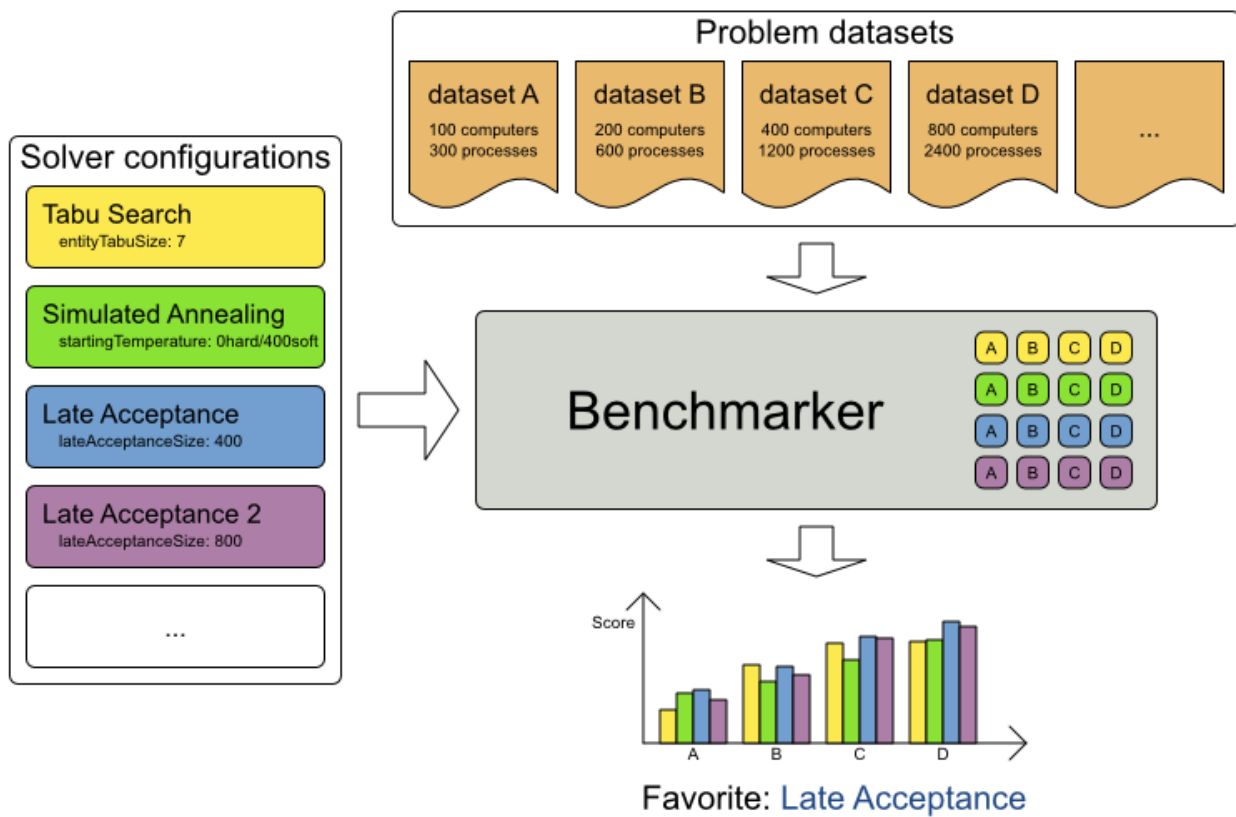 Problem datasets
dataset A
100 computers
300 processes
dataset B
200 computers
600 processes
dataset C
400 computers
1200 processes
dataset D
800 computers
2400 processes
...
Solver configurations
Tabu Search
entityTabuSize: 7
Simulated Annealing
startingTemperature: 0hard/400soft
Late Acceptance
lateAcceptanceSize: 400
Late Acceptance 2
lateAcceptanceSize: 800
...
Benchmarker
A B C D
A B C D
A B C D
A B C D
Score
A B C D
Favorite: Late Acceptance